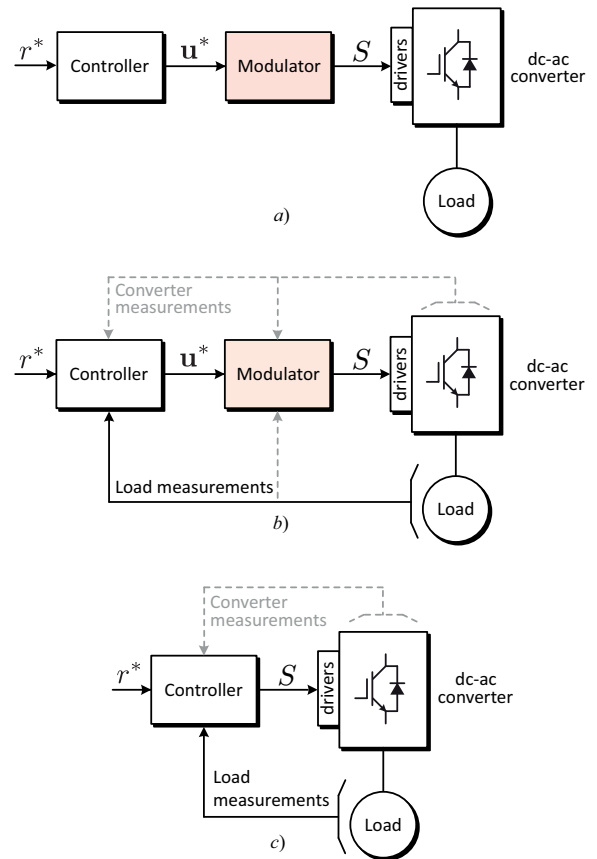 r* Controller u* Modulator S drivers dc-ac
converter
Load
a)
Converter
measurements
r* Controller u* Modulator S drivers dc-ac
converter
Load measurements Load
b)
Converter
measurements
r* Controller S drivers dc-ac
converter
Load
measurements
Load
c)